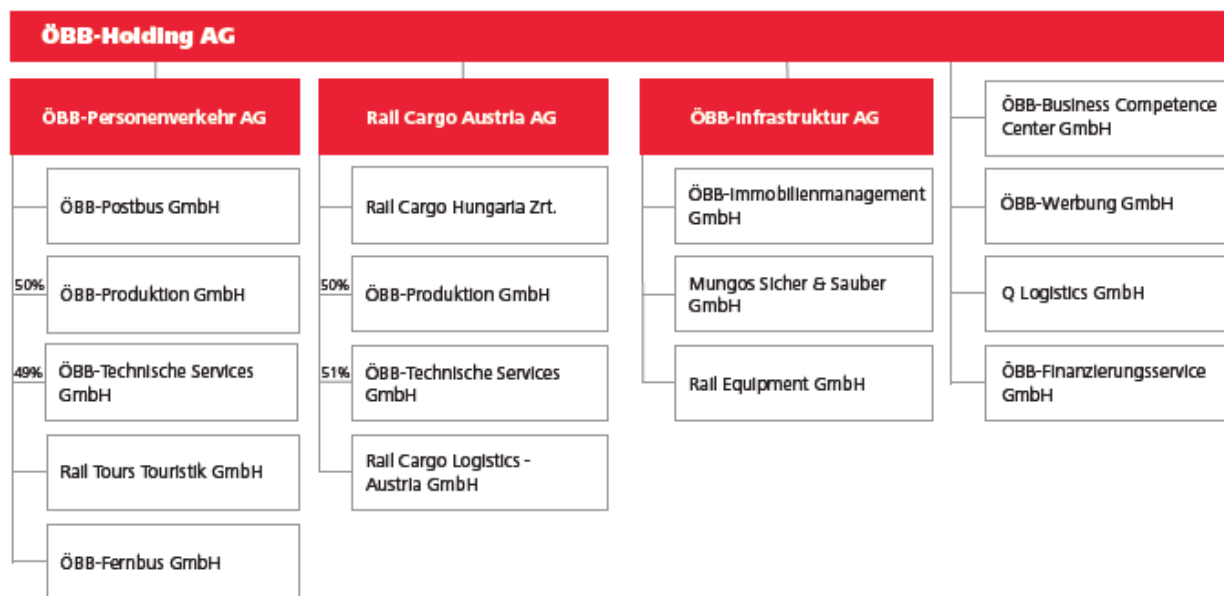 ÖBB-Holding AG
ÖBB-Personenverkehr AG
ÖBB-Postbus GmbH
50%
ÖBB-Produktion GmbH
49%
ÖBB-Technische Services
GmbH
Rail Tours Touristik GmbH
ÖBB-Fernbus GmbH
Rail Cargo Austria AG
Rail Cargo Hungaria Zrt.
50%
ÖBB-Produktion GmbH
51%
ÖBB-Technische Services
GmbH
Rail Cargo Logistics -
Austria GmbH
ÖBB-Infrastruktur AG
ÖBB-Immobilienmanagement
GmbH
Mungos Sicher & Sauber
GmbH
Rail Equipment GmbH
ÖBB-Business Competence
Center GmbH
ÖBB-Werbung GmbH
Q Logistics GmbH
ÖBB-Finanzierungsservice
GmbH